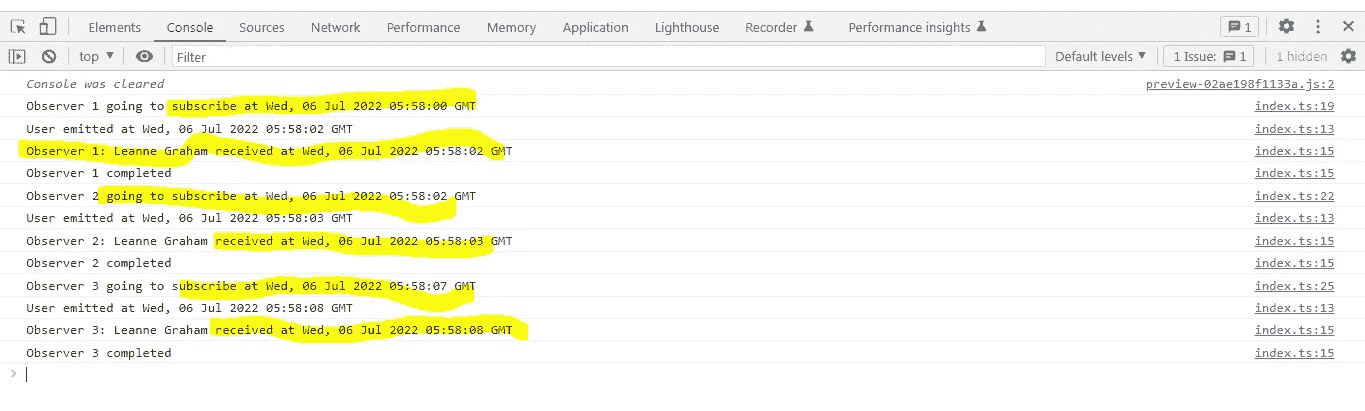 Elements Console Sources Network Performance Memory Application Lighthouse Recorder Performance insights 1
top Filter Default levels 1 Issue: 1 1 hidden
Console was cleared preview-02ae198f1133a.js:2
Observer 1 going to subscribe at Wed, 06 Jul 2022 05:58:00 GMT index.ts:19
User emitted at Wed, 06 Jul 2022 05:58:02 GMT index.ts:13
Observer 1: Leanne Graham received at Wed, 06 Jul 2022 05:58:02 GMT index.ts:15
Observer 1 completed index.ts:15
Observer 2 going to subscribe at Wed, 06 Jul 2022 05:58:02 GMT index.ts:22
User emitted at Wed, 06 Jul 2022 05:58:03 GMT index.ts:13
Observer 2: Leanne Graham received at Wed, 06 Jul 2022 05:58:03 GMT index.ts:15
Observer 2 completed index.ts:15
Observer 3 going to subscribe at Wed, 06 Jul 2022 05:58:07 GMT index.ts:25
User emitted at Wed, 06 Jul 2022 05:58:08 GMT index.ts:13
Observer 3: Leanne Graham received at Wed, 06 Jul 2022 05:58:08 GMT index.ts:15
Observer 3 completed index.ts:15